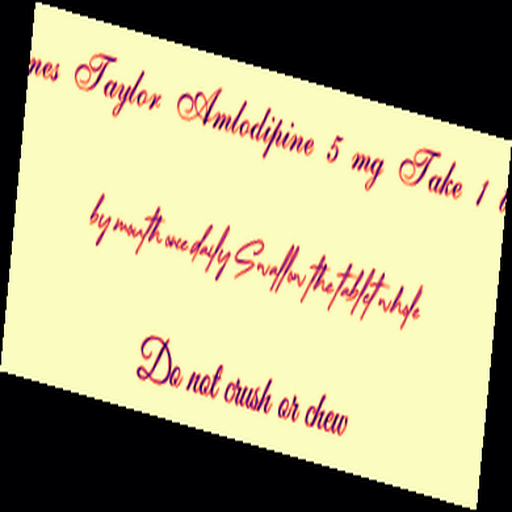 Taylor Amlodipine 5 mg Take 1
by mouth once daily Swallow the tablet whole
Do not crush or chew